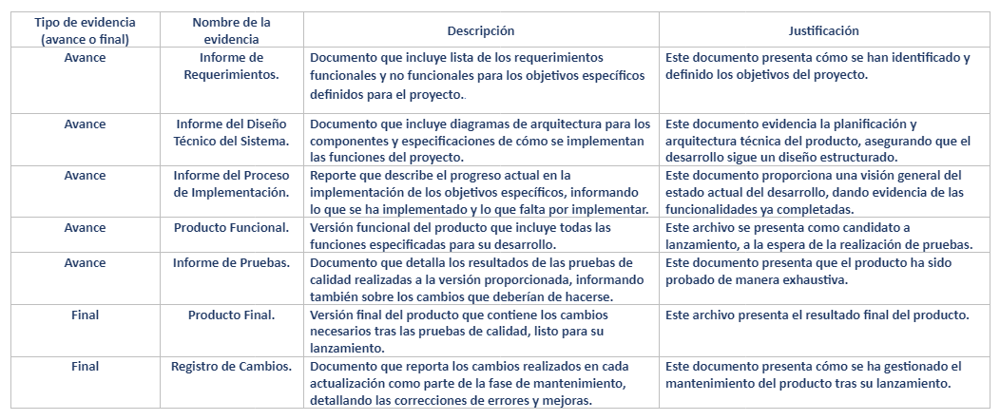 Tipo de evidencia (avance o final) | Nombre de la evidencia | Descripción | Justificación
Avance | Informe de Requerimientos. | Documento que incluye lista de los requerimientos funcionales y no funcionales para los objetivos específicos definidos para el proyecto.. | Este documento presenta cómo se han identificado y definido los objetivos del proyecto.
Avance | Informe del Diseño Técnico del Sistema. | Documento que incluye diagramas de arquitectura para los componentes y especificaciones de cómo se implementan las funciones del proyecto. | Este documento evidencia la planificación y arquitectura técnica del producto, asegurando que el desarrollo sigue un diseño estructurado.
Avance | Informe del Proceso de Implementación. | Reporte que describe el progreso actual en la implementación de los objetivos específicos, informando lo que se ha implementado y lo que falta por implementar. | Este documento proporciona una visión general del estado actual del desarrollo, dando evidencia de las funcionalidades ya completadas.
Avance | Producto Funcional. | Versión funcional del producto que incluye todas las funciones especificadas para su desarrollo. | Este archivo se presenta como candidato a lanzamiento, a la espera de la realización de pruebas.
Avance | Informe de Pruebas. | Documento que detalla los resultados de las pruebas de calidad realizadas a la versión proporcionada, informando también sobre los cambios que deberían de hacerse. | Este documento presenta que el producto ha sido probado de manera exhaustiva.
Final | Producto Final. | Versión final del producto que contiene los cambios necesarios tras las pruebas de calidad, listo para su lanzamiento. | Este archivo presenta el resultado final del producto.
Final | Registro de Cambios. | Documento que reporta los cambios realizados en cada actualización como parte de la fase de mantenimiento, detallando las correcciones de errores y mejoras. | Este documento presenta cómo se ha gestionado el mantenimiento del producto tras su lanzamiento.